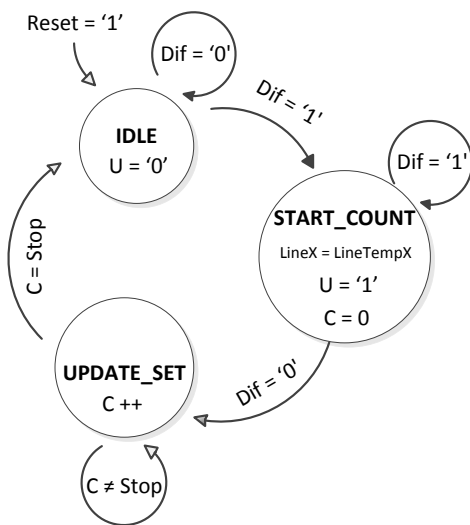 Reset = ‘1’
Dif = ‘0'
IDLE
U = ‘0’
Dif = ‘1'
Dif = ‘1'
START_COUNT
LineX = LineTempX
U = ‘1’
C = 0
C = Stop
Dif = ‘0'
UPDATE_SET
C ++
C ≠ Stop